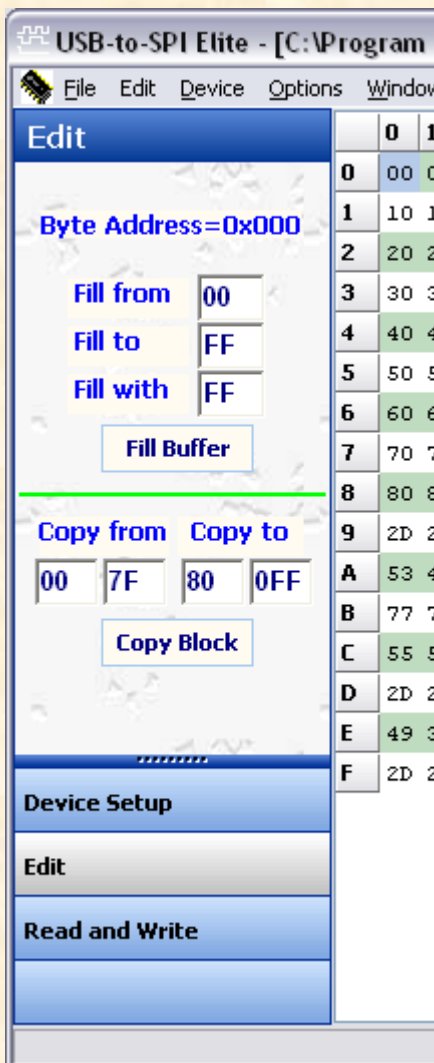 USB-to-SPI Elite - [C:\Program
File Edit Device Options Window
Edit
Byte Address=0x000
Fill from 00
Fill to FF
Fill with FF
Fill Buffer
Copy from Copy to
00 7F 80 0FF
Copy Block
Device Setup
Edit
Read and Write
0 1
0 00
1 10
2 20
3 30
4 40
5 50
6 60
7 70
8 80
9 2D
A 53
B 77
C 55
D 2D
E 49
F 2D